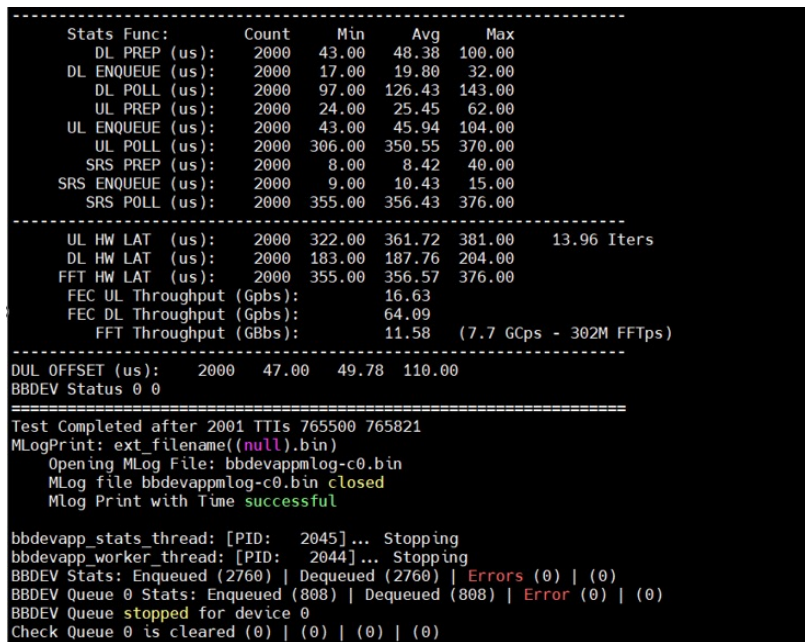 --------------------------------------------------------------------
Stats Func: Count Min Avg Max
DL PREP (us): 2000 43.00 48.38 100.00
DL ENQUEUE (us): 2000 17.00 19.80 32.00
DL POLL (us): 2000 97.00 126.43 143.00
UL PREP (us): 2000 24.00 25.45 62.00
UL ENQUEUE (us): 2000 43.00 45.94 104.00
UL POLL (us): 2000 306.00 350.55 370.00
SRS PREP (us): 2000 8.00 8.42 40.00
SRS ENQUEUE (us): 2000 9.00 10.43 15.00
SRS POLL (us): 2000 355.00 356.43 376.00
--------------------------------------------------------------------
UL HW LAT (us): 2000 322.00 361.72 381.00 13.96 Iters
DL HW LAT (us): 2000 183.00 187.76 204.00
FFT HW LAT (us): 2000 355.00 356.57 376.00
FEC UL Throughput (Gpbs): 16.63
FEC DL Throughput (Gpbs): 64.09
FFT Throughput (GBbs): 11.58 (7.7 GCps - 302M FFTps)
--------------------------------------------------------------------
DUL OFFSET (us): 2000 47.00 49.78 110.00
BBDEV Status 0 0
====================================================================
Test Completed after 2001 TTIs 765500 765821
MLogPrint: ext_filename((null).bin)
Opening MLog File: bbdevappmlog-c0.bin
MLog file bbdevappmlog-c0.bin closed
Mlog Print with Time successful
bbdevapp_stats_thread: [PID: 2045]... Stopping
bbdevapp_worker_thread: [PID: 2044]... Stopping
BBDEV Stats: Enqueued (2760) | Dequeued (2760) | Errors (0) | (0)
BBDEV Queue 0 Stats: Enqueued (808) | Dequeued (808) | Error (0) | (0)
BBDEV Queue stopped for device 0
Check Queue 0 is cleared (0) | (0) | (0) | (0)